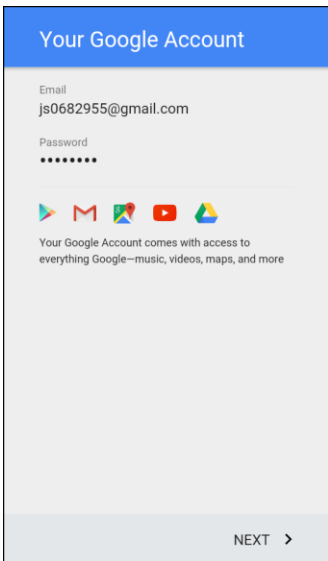 Your Google Account
Email
js0682955@gmail.com
Password
••••••••
Your Google Account comes with access to
everything Google—music, videos, maps, and more
NEXT